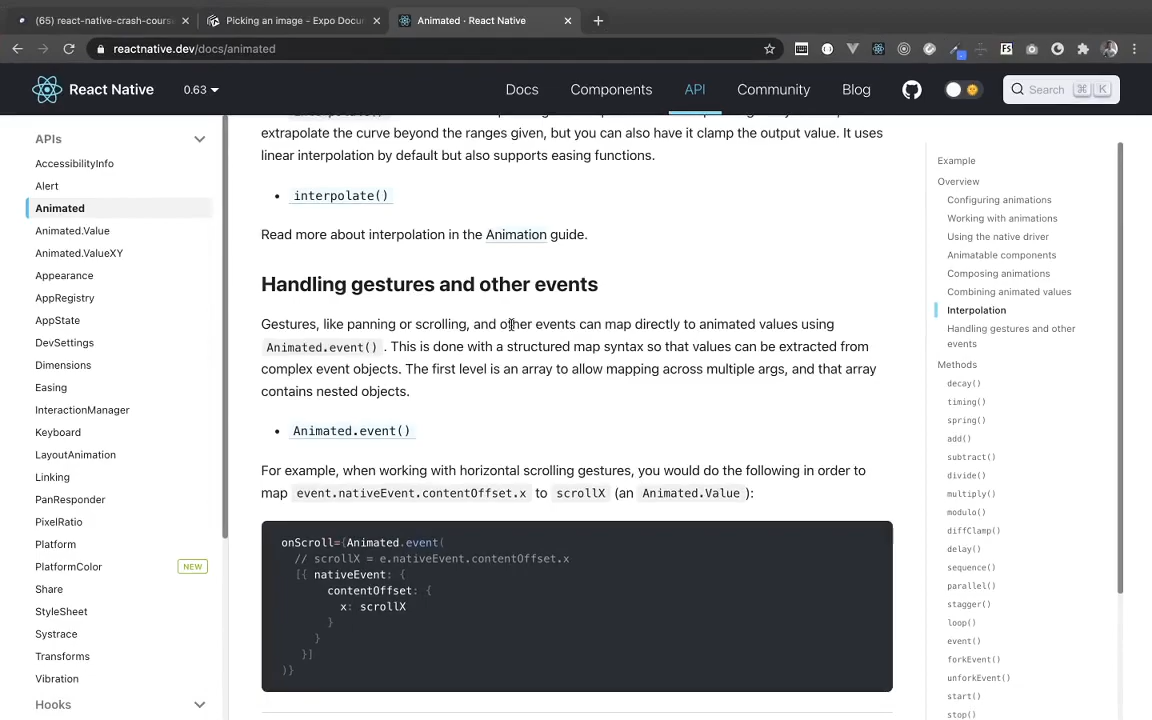 (65) react-native-crash-cours
Picking an image - Expo Docu
Animated · React Native
reactnative.dev/docs/animated
React Native
0.63
Docs
Components
API
Community
Blog
Search
⌘ K
APIs
AccessibilityInfo
Alert
Animated
Animated.Value
Animated.ValueXY
Appearance
AppRegistry
AppState
DevSettings
Dimensions
Easing
InteractionManager
Keyboard
LayoutAnimation
Linking
PanResponder
PixelRatio
Platform
PlatformColor NEW
Share
StyleSheet
Systrace
Transforms
Vibration
Hooks
extrapolate the curve beyond the ranges given, but you can also have it clamp the output value. It uses
linear interpolation by default but also supports easing functions.
• interpolate()
Read more about interpolation in the Animation guide.
Handling gestures and other events
Gestures, like panning or scrolling, and other events can map directly to animated values using
Animated.event() . This is done with a structured map syntax so that values can be extracted from
complex event objects. The first level is an array to allow mapping across multiple args, and that array
contains nested objects.
• Animated.event()
For example, when working with horizontal scrolling gestures, you would do the following in order to
map event.nativeEvent.contentOffset.x to scrollX (an Animated.Value ):
onScroll={Animated.event(
// scrollX = e.nativeEvent.contentOffset.x
[{ nativeEvent: {
contentOffset: {
x: scrollX
}
}
}]
)}
Example
Overview
Configuring animations
Working with animations
Using the native driver
Animatable components
Composing animations
Combining animated values
Interpolation
Handling gestures and other
events
Methods
decay()
timing()
spring()
add()
subtract()
divide()
multiply()
modulo()
diffClamp()
delay()
sequence()
parallel()
stagger()
loop()
event()
forkEvent()
unforkEvent()
start()
stop()